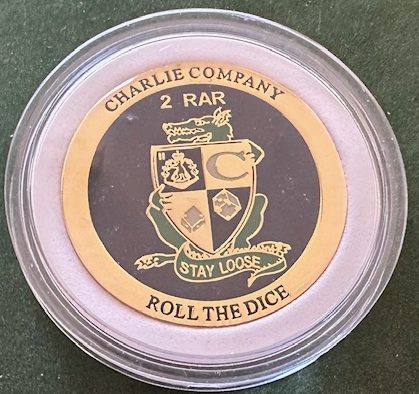 CHARLIE COMPANY
2 RAR
C
STAY LOOSE
ROLL THE DICE